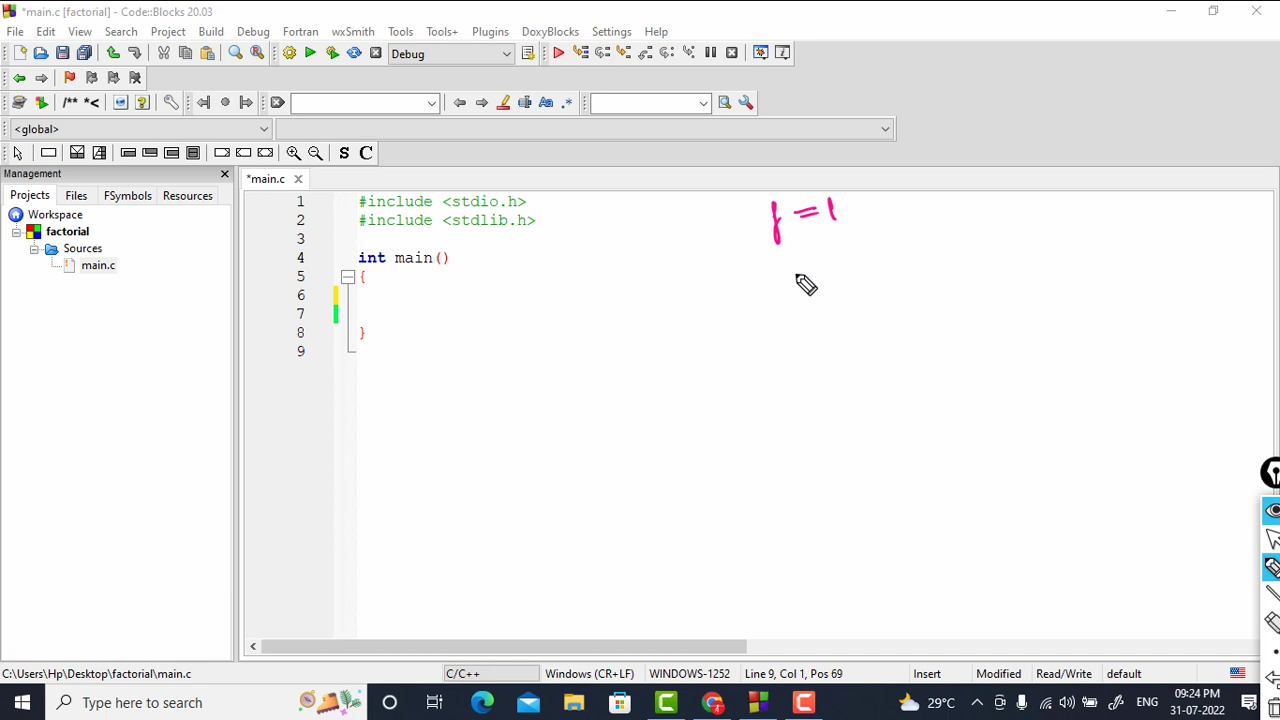 *main.c [factorial] - Code::Blocks 20.03
File Edit View Search Project Build Debug Fortran wxSmith Tools Tools+ Plugins DoxyBlocks Settings Help
Debug
/** *<
<global>
S C
Management
Projects Files FSymbols Resources
Workspace
factorial
Sources
main.c
*main.c
1 #include <stdio.h>
2 #include <stdlib.h>
3
4 int main()
5 {
6
7
8 }
9
f = 1
C:\Users\Hp\Desktop\factorial\main.c C/C++ Windows (CR+LF) WINDOWS-1252 Line 9, Col 1, Pos 69 Insert Modified Read/Write default
Type here to search 29°C ENG 09:24 PM
31-07-2022